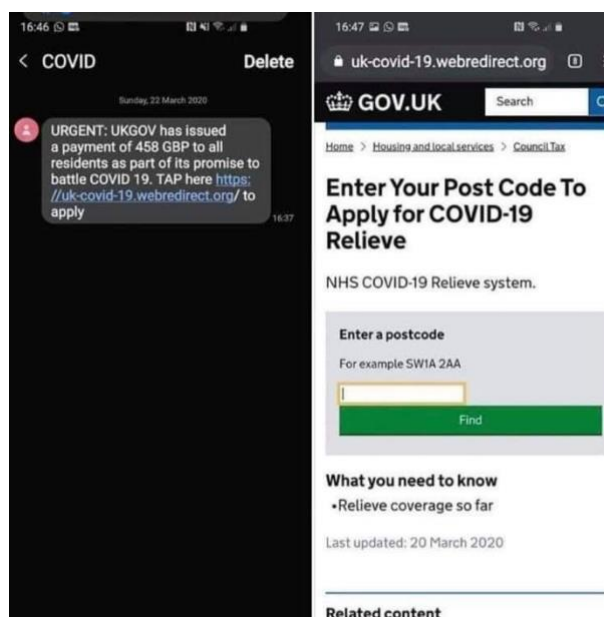 16:46
COVID
Delete
Sunday, 22 March 2020
URGENT: UKGOV has issued
a payment of 458 GBP to all
residents as part of its promise to
battle COVID 19. TAP here https:
//uk-covid-19.webredirect.org/ to
apply
16:37
16:47
uk-covid-19.webredirect.org
8
GOV.UK
Search
Home > Housing and local services > Council Tax
Enter Your Post Code To
Apply for COVID-19
Relieve
NHS COVID-19 Relieve system.
Enter a postcode
For example SW1A 2AA
Find
What you need to know
•Relieve coverage so far
Last updated: 20 March 2020
Related content